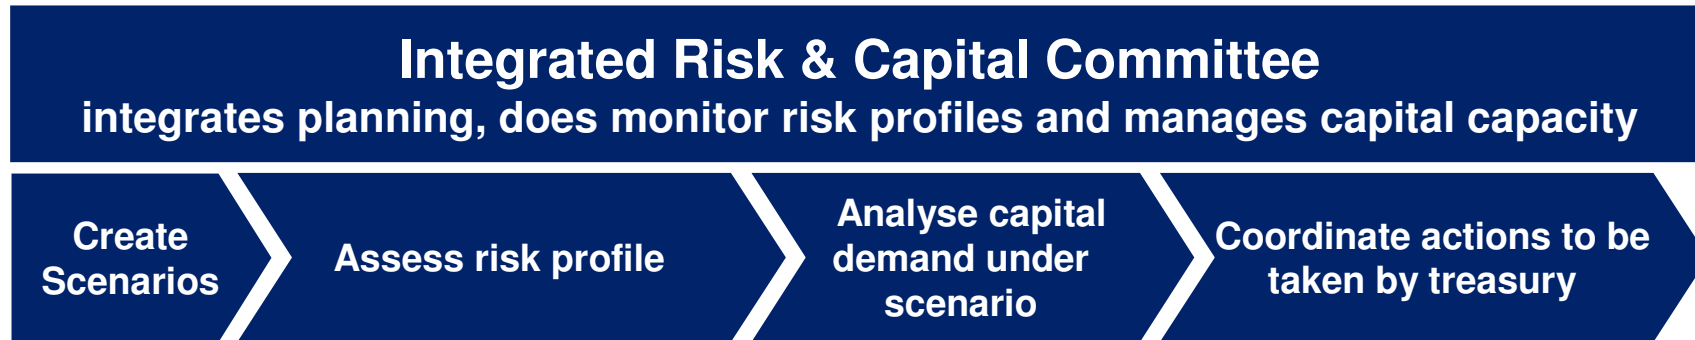 Integrated Risk & Capital Committee
integrates planning, does monitor risk profiles and manages capital capacity
Create
Scenarios
Assess risk profile
Analyse capital
demand under
scenario
Coordinate actions to be
taken by treasury